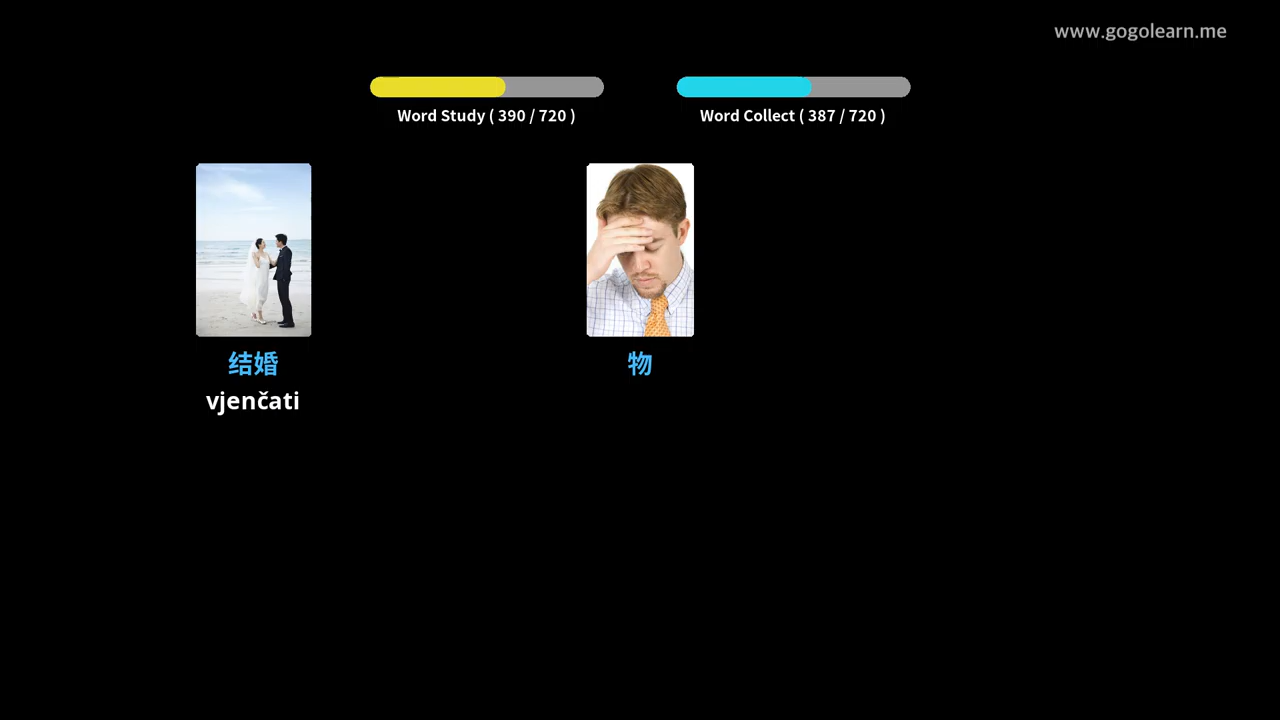 www.gogolearn.me
Word Study ( 390 / 720 )
Word Collect ( 387 / 720 )
结婚
vjenčati
物